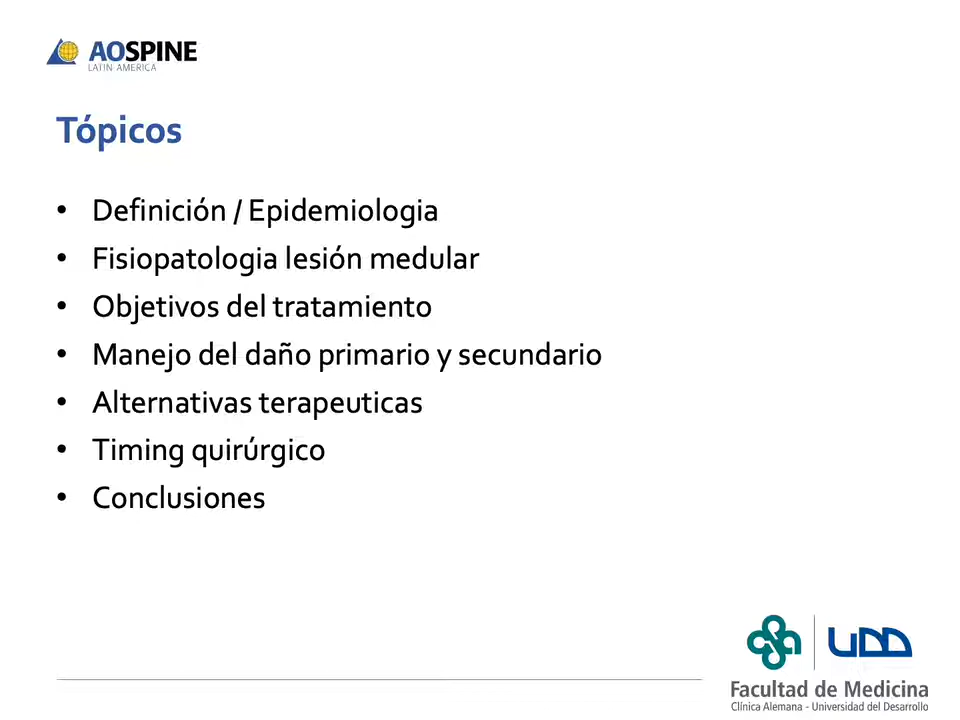 AOSPINE
LATIN AMERICA
Tópicos
• Definición / Epidemiologia
• Fisiopatologia lesión medular
• Objetivos del tratamiento
• Manejo del daño primario y secundario
• Alternativas terapeuticas
• Timing quirúrgico
• Conclusiones
UDD
Facultad de Medicina
Clínica Alemana - Universidad del Desarrollo